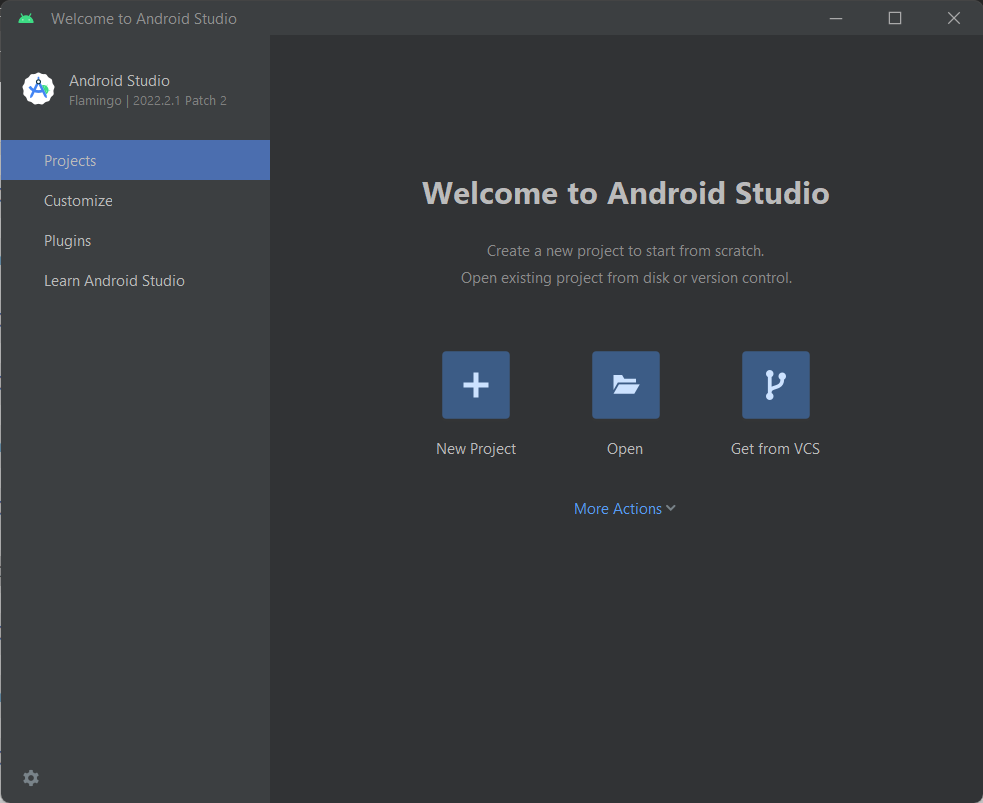 Welcome to Android Studio
Android Studio
Flamingo | 2022.2.1 Patch 2
Projects
Customize
Plugins
Learn Android Studio
Welcome to Android Studio
Create a new project to start from scratch.
Open existing project from disk or version control.
New Project
Open
Get from VCS
More Actions